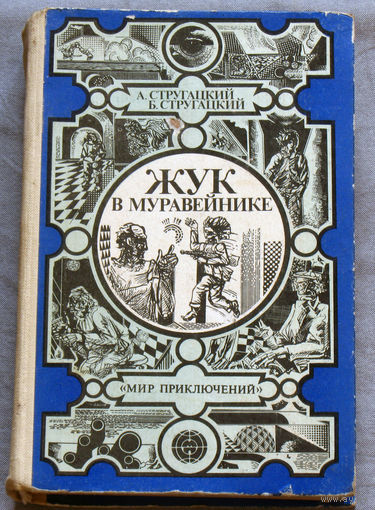 А. СТРУГАЦКИЙ
Б. СТРУГАЦКИЙ
ЖУК
В МУРАВЕЙНИКЕ
«МИР ПРИКЛЮЧЕНИЙ»